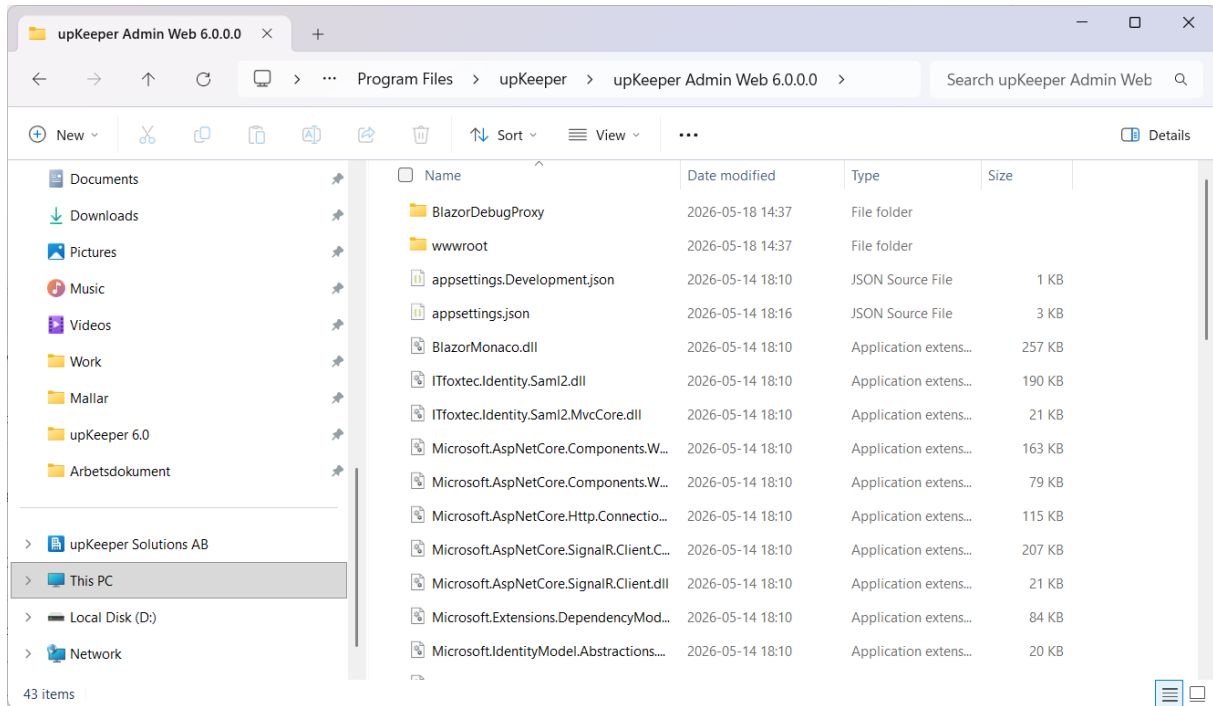 upKeeper Admin Web 6.0.0.0
Program Files > upKeeper > upKeeper Admin Web 6.0.0.0 >
Search upKeeper Admin Web
New
Sort
View
Details
Documents
Downloads
Pictures
Music
Videos
Work
Mallar
upKeeper 6.0
Arbetsdokument
upKeeper Solutions AB
This PC
Local Disk (D:)
Network
Name Date modified Type Size
BlazorDebugProxy 2026-05-18 14:37 File folder
wwwroot 2026-05-18 14:37 File folder
appsettings.Development.json 2026-05-14 18:10 JSON Source File 1 KB
appsettings.json 2026-05-14 18:16 JSON Source File 3 KB
BlazorMonaco.dll 2026-05-14 18:10 Application extens... 257 KB
ITfoxtec.Identity.Saml2.dll 2026-05-14 18:10 Application extens... 190 KB
ITfoxtec.Identity.Saml2.MvcCore.dll 2026-05-14 18:10 Application extens... 21 KB
Microsoft.AspNetCore.Components.W... 2026-05-14 18:10 Application extens... 163 KB
Microsoft.AspNetCore.Components.W... 2026-05-14 18:10 Application extens... 79 KB
Microsoft.AspNetCore.Http.Connectio... 2026-05-14 18:10 Application extens... 115 KB
Microsoft.AspNetCore.SignalR.Client.C... 2026-05-14 18:10 Application extens... 207 KB
Microsoft.AspNetCore.SignalR.Client.dll 2026-05-14 18:10 Application extens... 21 KB
Microsoft.Extensions.DependencyMod... 2026-05-14 18:10 Application extens... 84 KB
Microsoft.IdentityModel.Abstractions.... 2026-05-14 18:10 Application extens... 20 KB
43 items